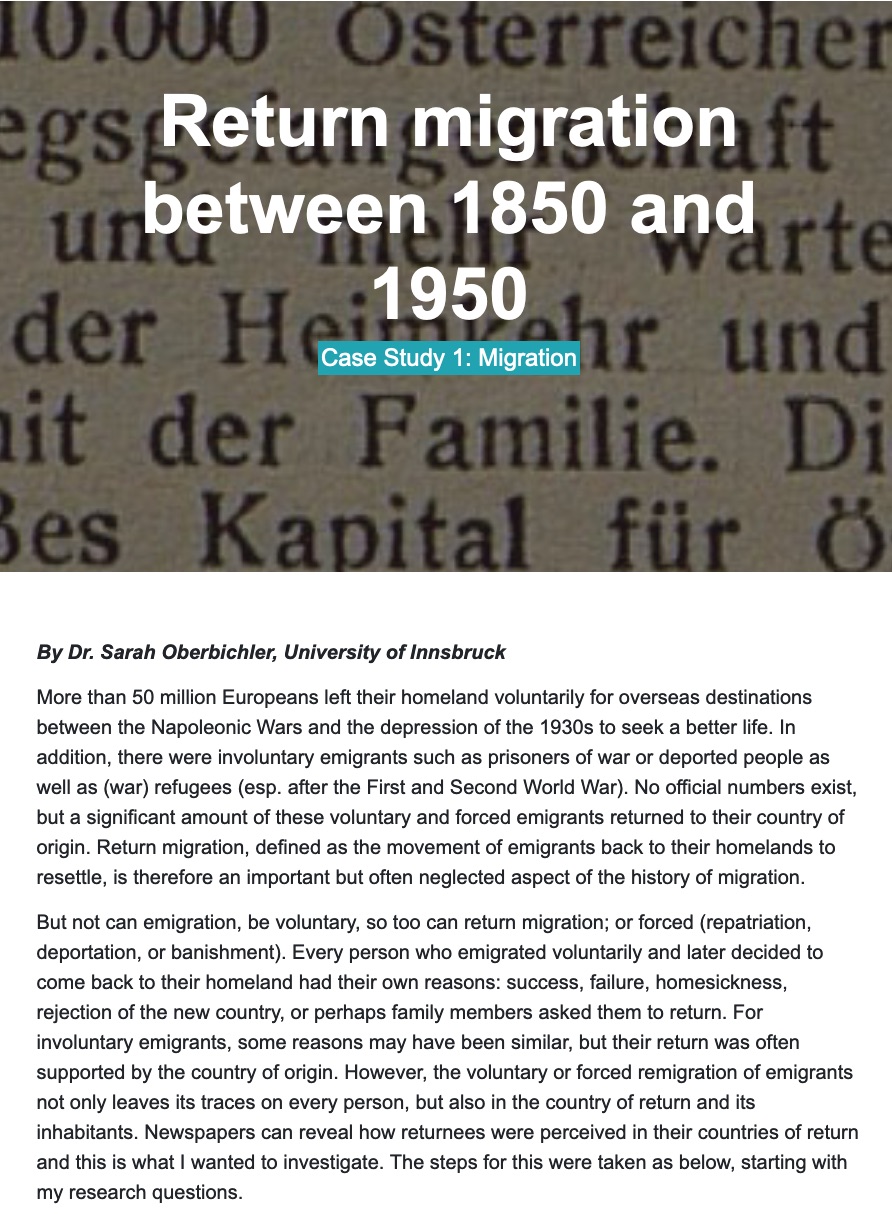 10.000 Österreicher
egsgefangenschaft
und mehr warte
der Heimkehr und
mit der Familie. Di
ßes Kapital für Ö
Return migration
between 1850 and
1950
Case Study 1: Migration
By Dr. Sarah Oberbichler, University of Innsbruck
More than 50 million Europeans left their homeland voluntarily for overseas destinations
between the Napoleonic Wars and the depression of the 1930s to seek a better life. In
addition, there were involuntary emigrants such as prisoners of war or deported people as
well as (war) refugees (esp. after the First and Second World War). No official numbers exist,
but a significant amount of these voluntary and forced emigrants returned to their country of
origin. Return migration, defined as the movement of emigrants back to their homelands to
resettle, is therefore an important but often neglected aspect of the history of migration.
But not can emigration, be voluntary, so too can return migration; or forced (repatriation,
deportation, or banishment). Every person who emigrated voluntarily and later decided to
come back to their homeland had their own reasons: success, failure, homesickness,
rejection of the new country, or perhaps family members asked them to return. For
involuntary emigrants, some reasons may have been similar, but their return was often
supported by the country of origin. However, the voluntary or forced remigration of emigrants
not only leaves its traces on every person, but also in the country of return and its
inhabitants. Newspapers can reveal how returnees were perceived in their countries of return
and this is what I wanted to investigate. The steps for this were taken as below, starting with
my research questions.